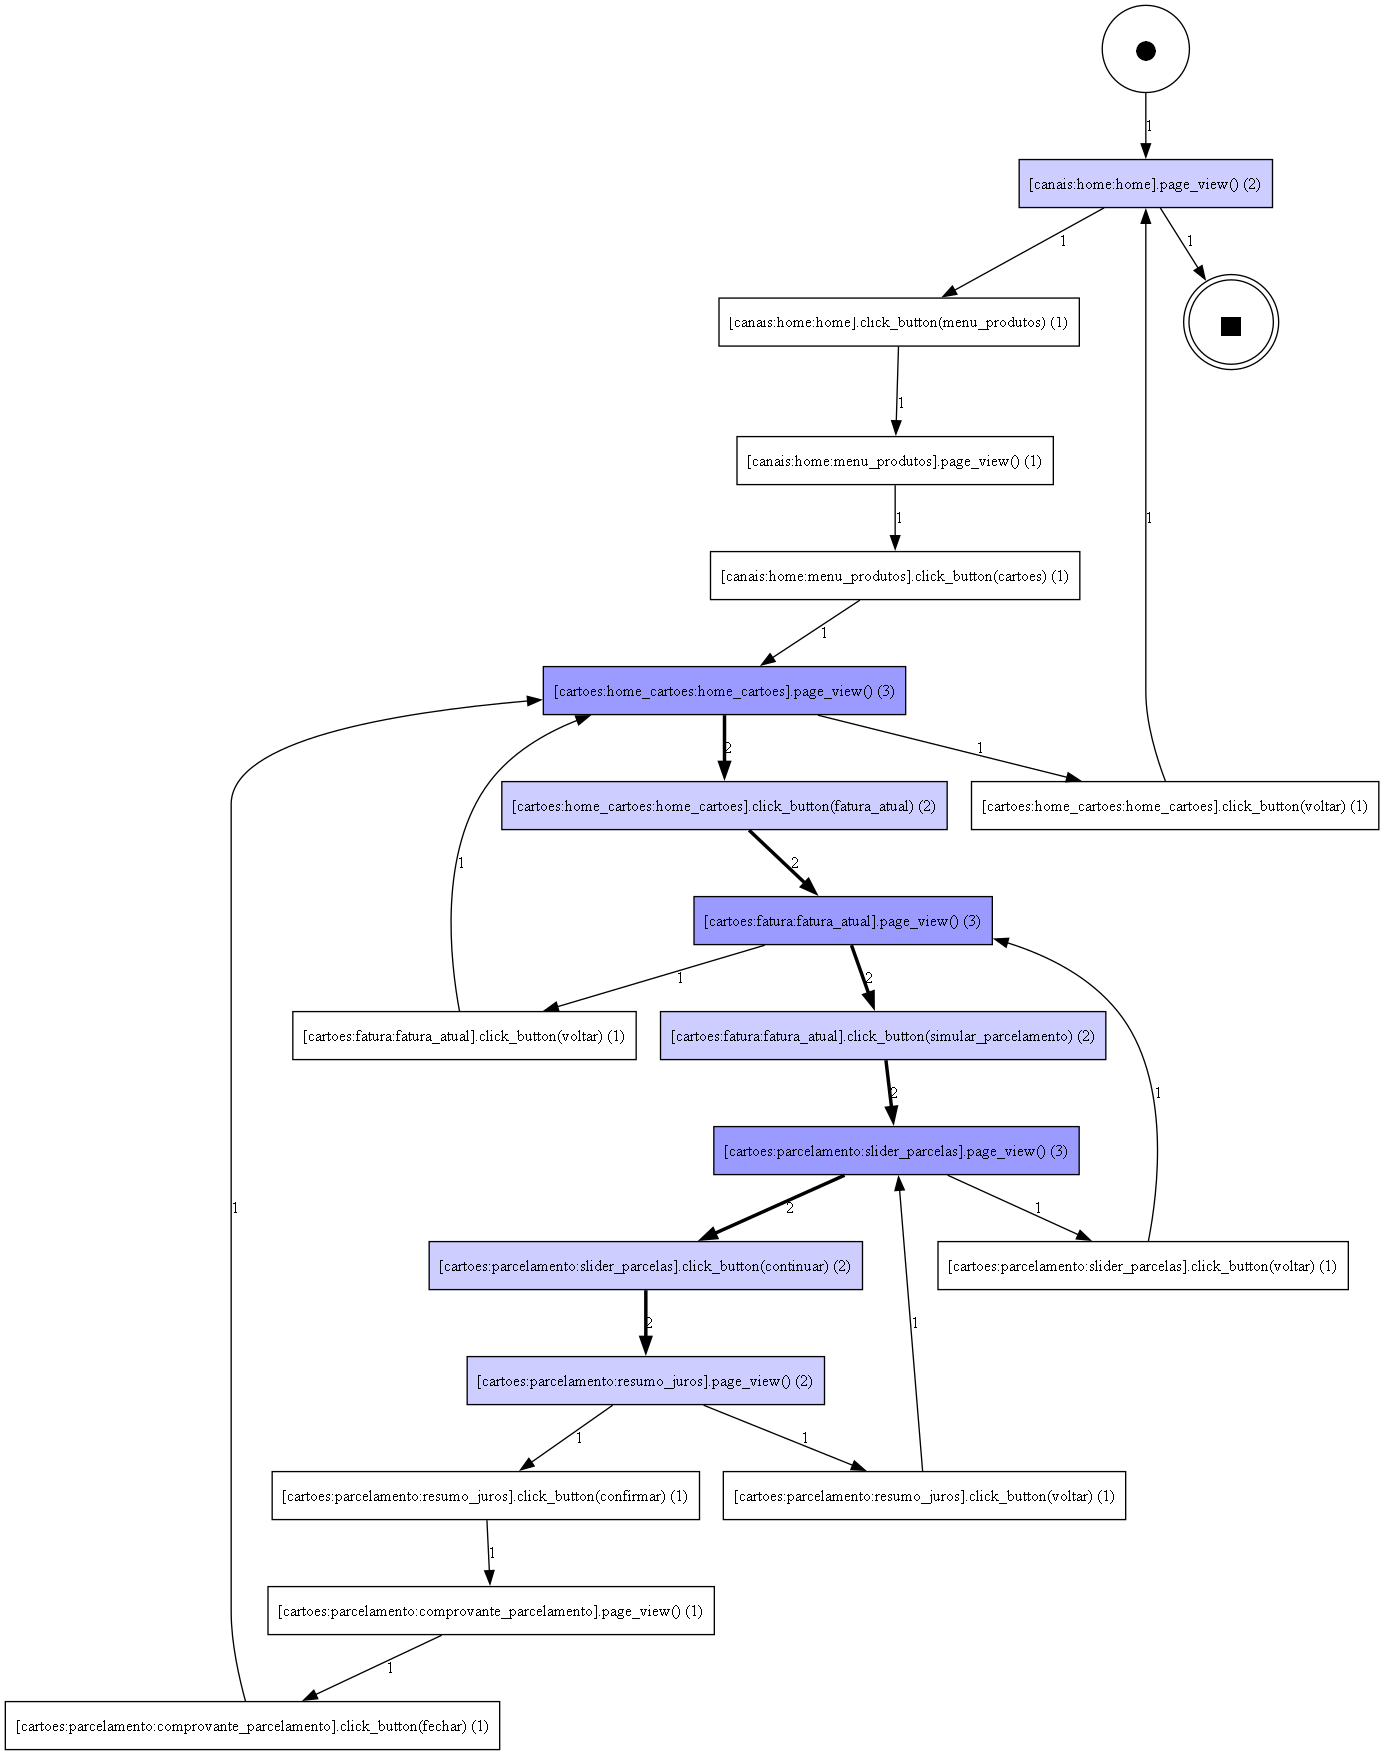 1
[canais:home:home].page_view() (2)
1
1
[canais:home:home].click_button(menu_produtos) (1)
1
[canais:home:menu_produtos].page_view() (1)
1
1
[canais:home:menu_produtos].click_button(cartoes) (1)
1
[cartoes:home_cartoes:home_cartoes].page_view() (3)
2
1
[cartoes:home_cartoes:home_cartoes].click_button(fatura_atual) (2)
[cartoes:home_cartoes:home_cartoes].click_button(voltar) (1)
1
2
[cartoes:fatura:fatura_atual].page_view() (3)
1
2
[cartoes:fatura:fatura_atual].click_button(voltar) (1)
[cartoes:fatura:fatura_atual].click_button(simular_parcelamento) (2)
2
1
[cartoes:parcelamento:slider_parcelas].page_view() (3)
1
2
1
[cartoes:parcelamento:slider_parcelas].click_button(continuar) (2)
[cartoes:parcelamento:slider_parcelas].click_button(voltar) (1)
2
1
[cartoes:parcelamento:resumo_juros].page_view() (2)
1
1
[cartoes:parcelamento:resumo_juros].click_button(confirmar) (1)
[cartoes:parcelamento:resumo_juros].click_button(voltar) (1)
1
[cartoes:parcelamento:comprovante_parcelamento].page_view() (1)
1
[cartoes:parcelamento:comprovante_parcelamento].click_button(fechar) (1)